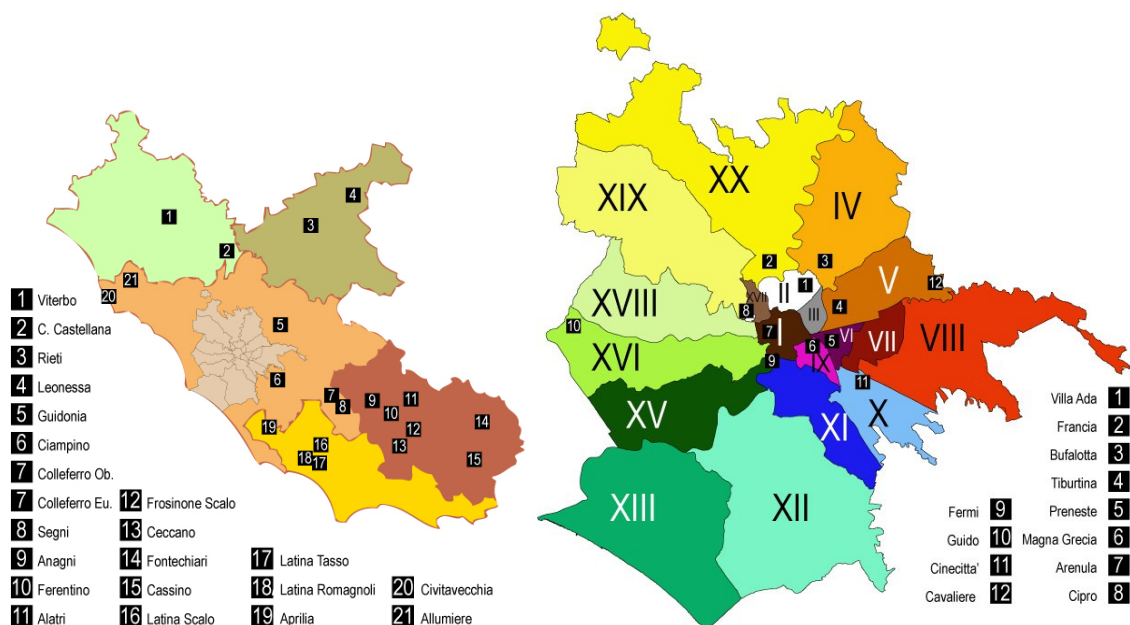 XX
XIX
IV
1
4
3
2
2
3
V
II
1
12
21
20
XVIII
XVII
8
III
4
5
10
I
7
VI
VIII
6
5
VII
XVI
IX
9
6
11
7
8
9
11
10
14
12
13
15
19
16
18
17
XV
XI
X
XIII
XII
1 Viterbo
2 C. Castellana
3 Rieti
4 Leonessa
5 Guidonia
6 Ciampino
7 Colleferro Ob.
7 Colleferro Eu.
8 Segni
9 Anagni
10 Ferentino
11 Alatri
12 Frosinone Scalo
13 Ceccano
14 Fontechiari
15 Cassino
16 Latina Scalo
17 Latina Tasso
18 Latina Romagnoli
19 Aprilia
20 Civitavecchia
21 Allumiere
Villa Ada 1
Francia 2
Bufalotta 3
Tiburtina 4
Preneste 5
Magna Grecia 6
Arenula 7
Cipro 8
Fermi 9
Guido 10
Cinecitta' 11
Cavaliere 12